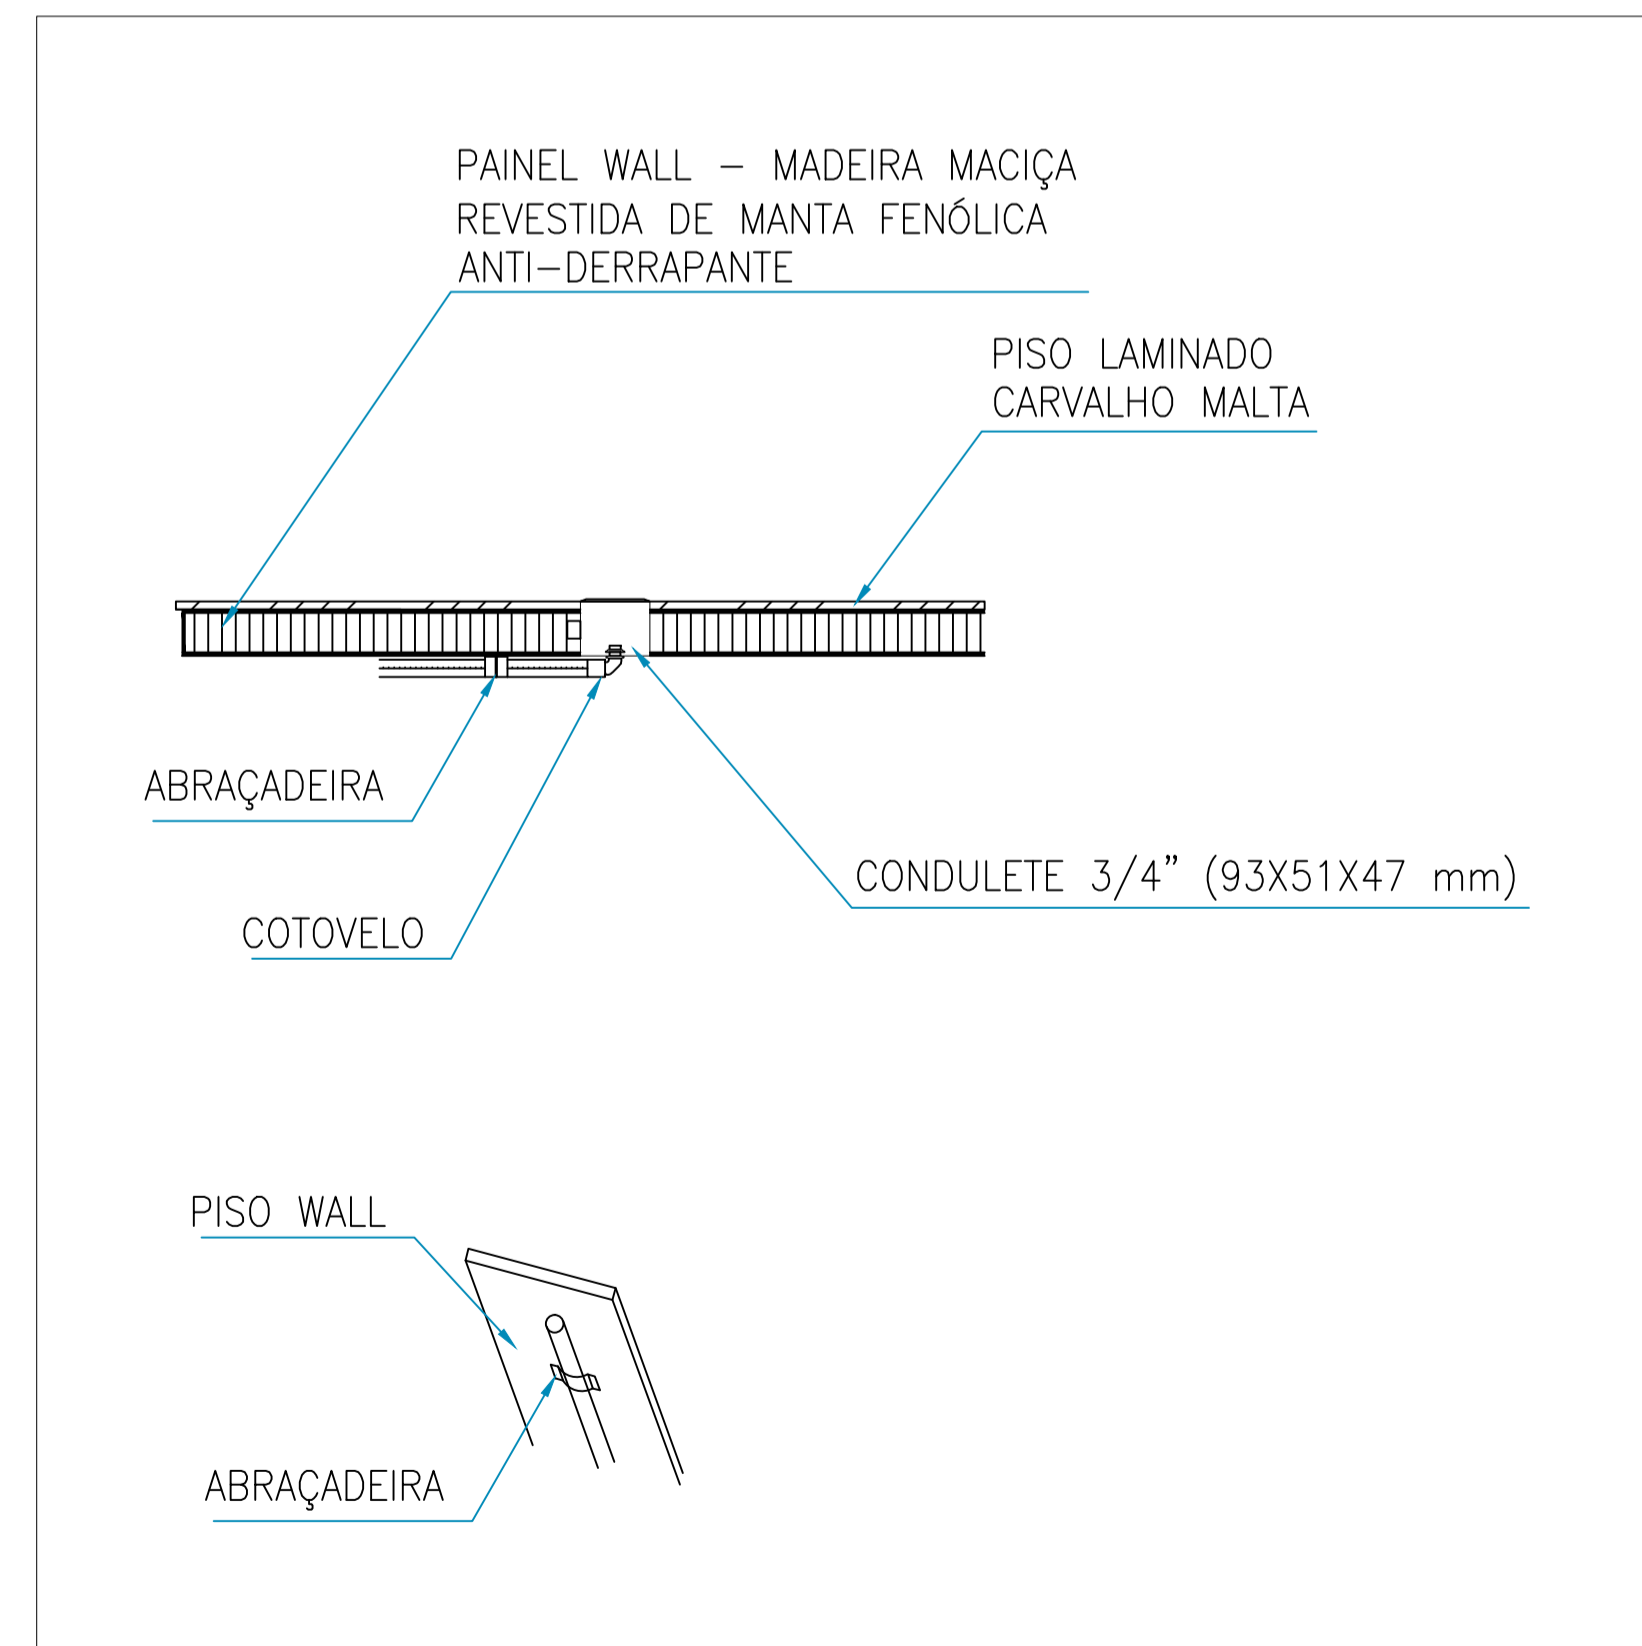 PAINEL WALL – MADEIRA MACIÇA
REVESTIDA DE MANTA FENÓLICA
ANTI–DERRAPANTE
PISO LAMINADO
CARVALHO MALTA
ABRAÇADEIRA
CONDULETE 3/4” (93X51X47 mm)
COTOVELO
PISO WALL
ABRAÇADEIRA